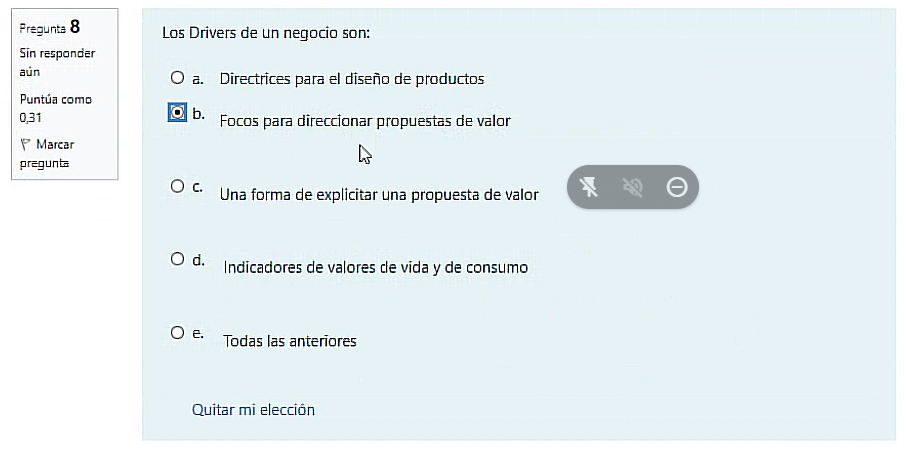 Pregunta 8
Sin responder
aún
Puntúa como
0,31
Marcar
pregunta
Los Drivers de un negocio son:
a. Directrices para el diseño de productos
b. Focos para direccionar propuestas de valor
c. Una forma de explicitar una propuesta de valor
d. Indicadores de valores de vida y de consumo
e. Todas las anteriores
Quitar mi elección